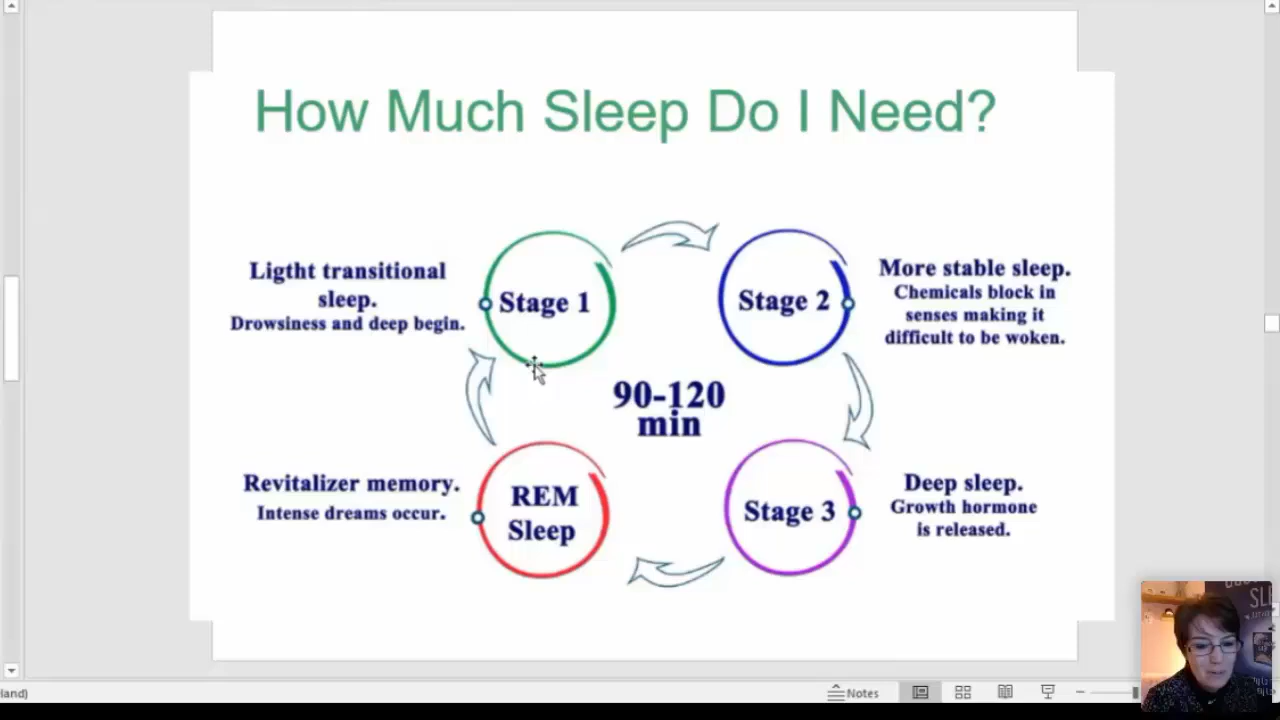 How Much Sleep Do I Need?
Ligtht transitional
sleep.
Drowsiness and deep begin.
Stage 1
Stage 2
More stable sleep.
Chemicals block in
senses making it
difficult to be woken.
90-120
min
Revitalizer memory.
Intense dreams occur.
REM
Sleep
Stage 3
Deep sleep.
Growth hormone
is released.
land)
Notes
SLE